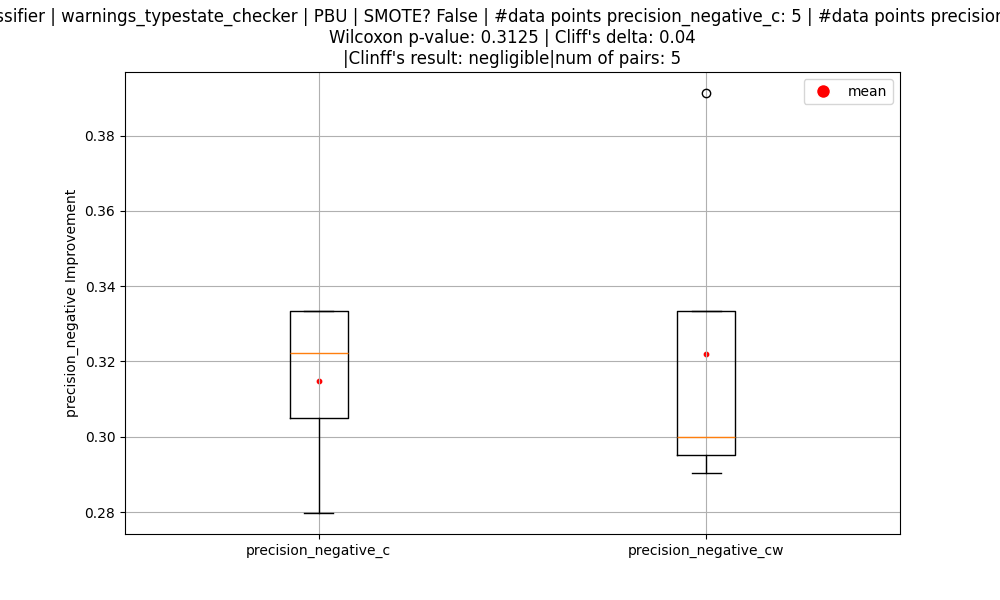 | warnings_typestate_checker | PBU | SMOTE? False | #data points precision_negative_c: 5 | #data points
Wilcoxon p-value: 0.3125 | Cliff's delta: 0.04
|Clinff's result: negligible|num of pairs: 5
mean
0.38
0.36
0.34
0.32
0.30
0.28
precision_negative Improvement
precision_negative_c
precision_negative_cw